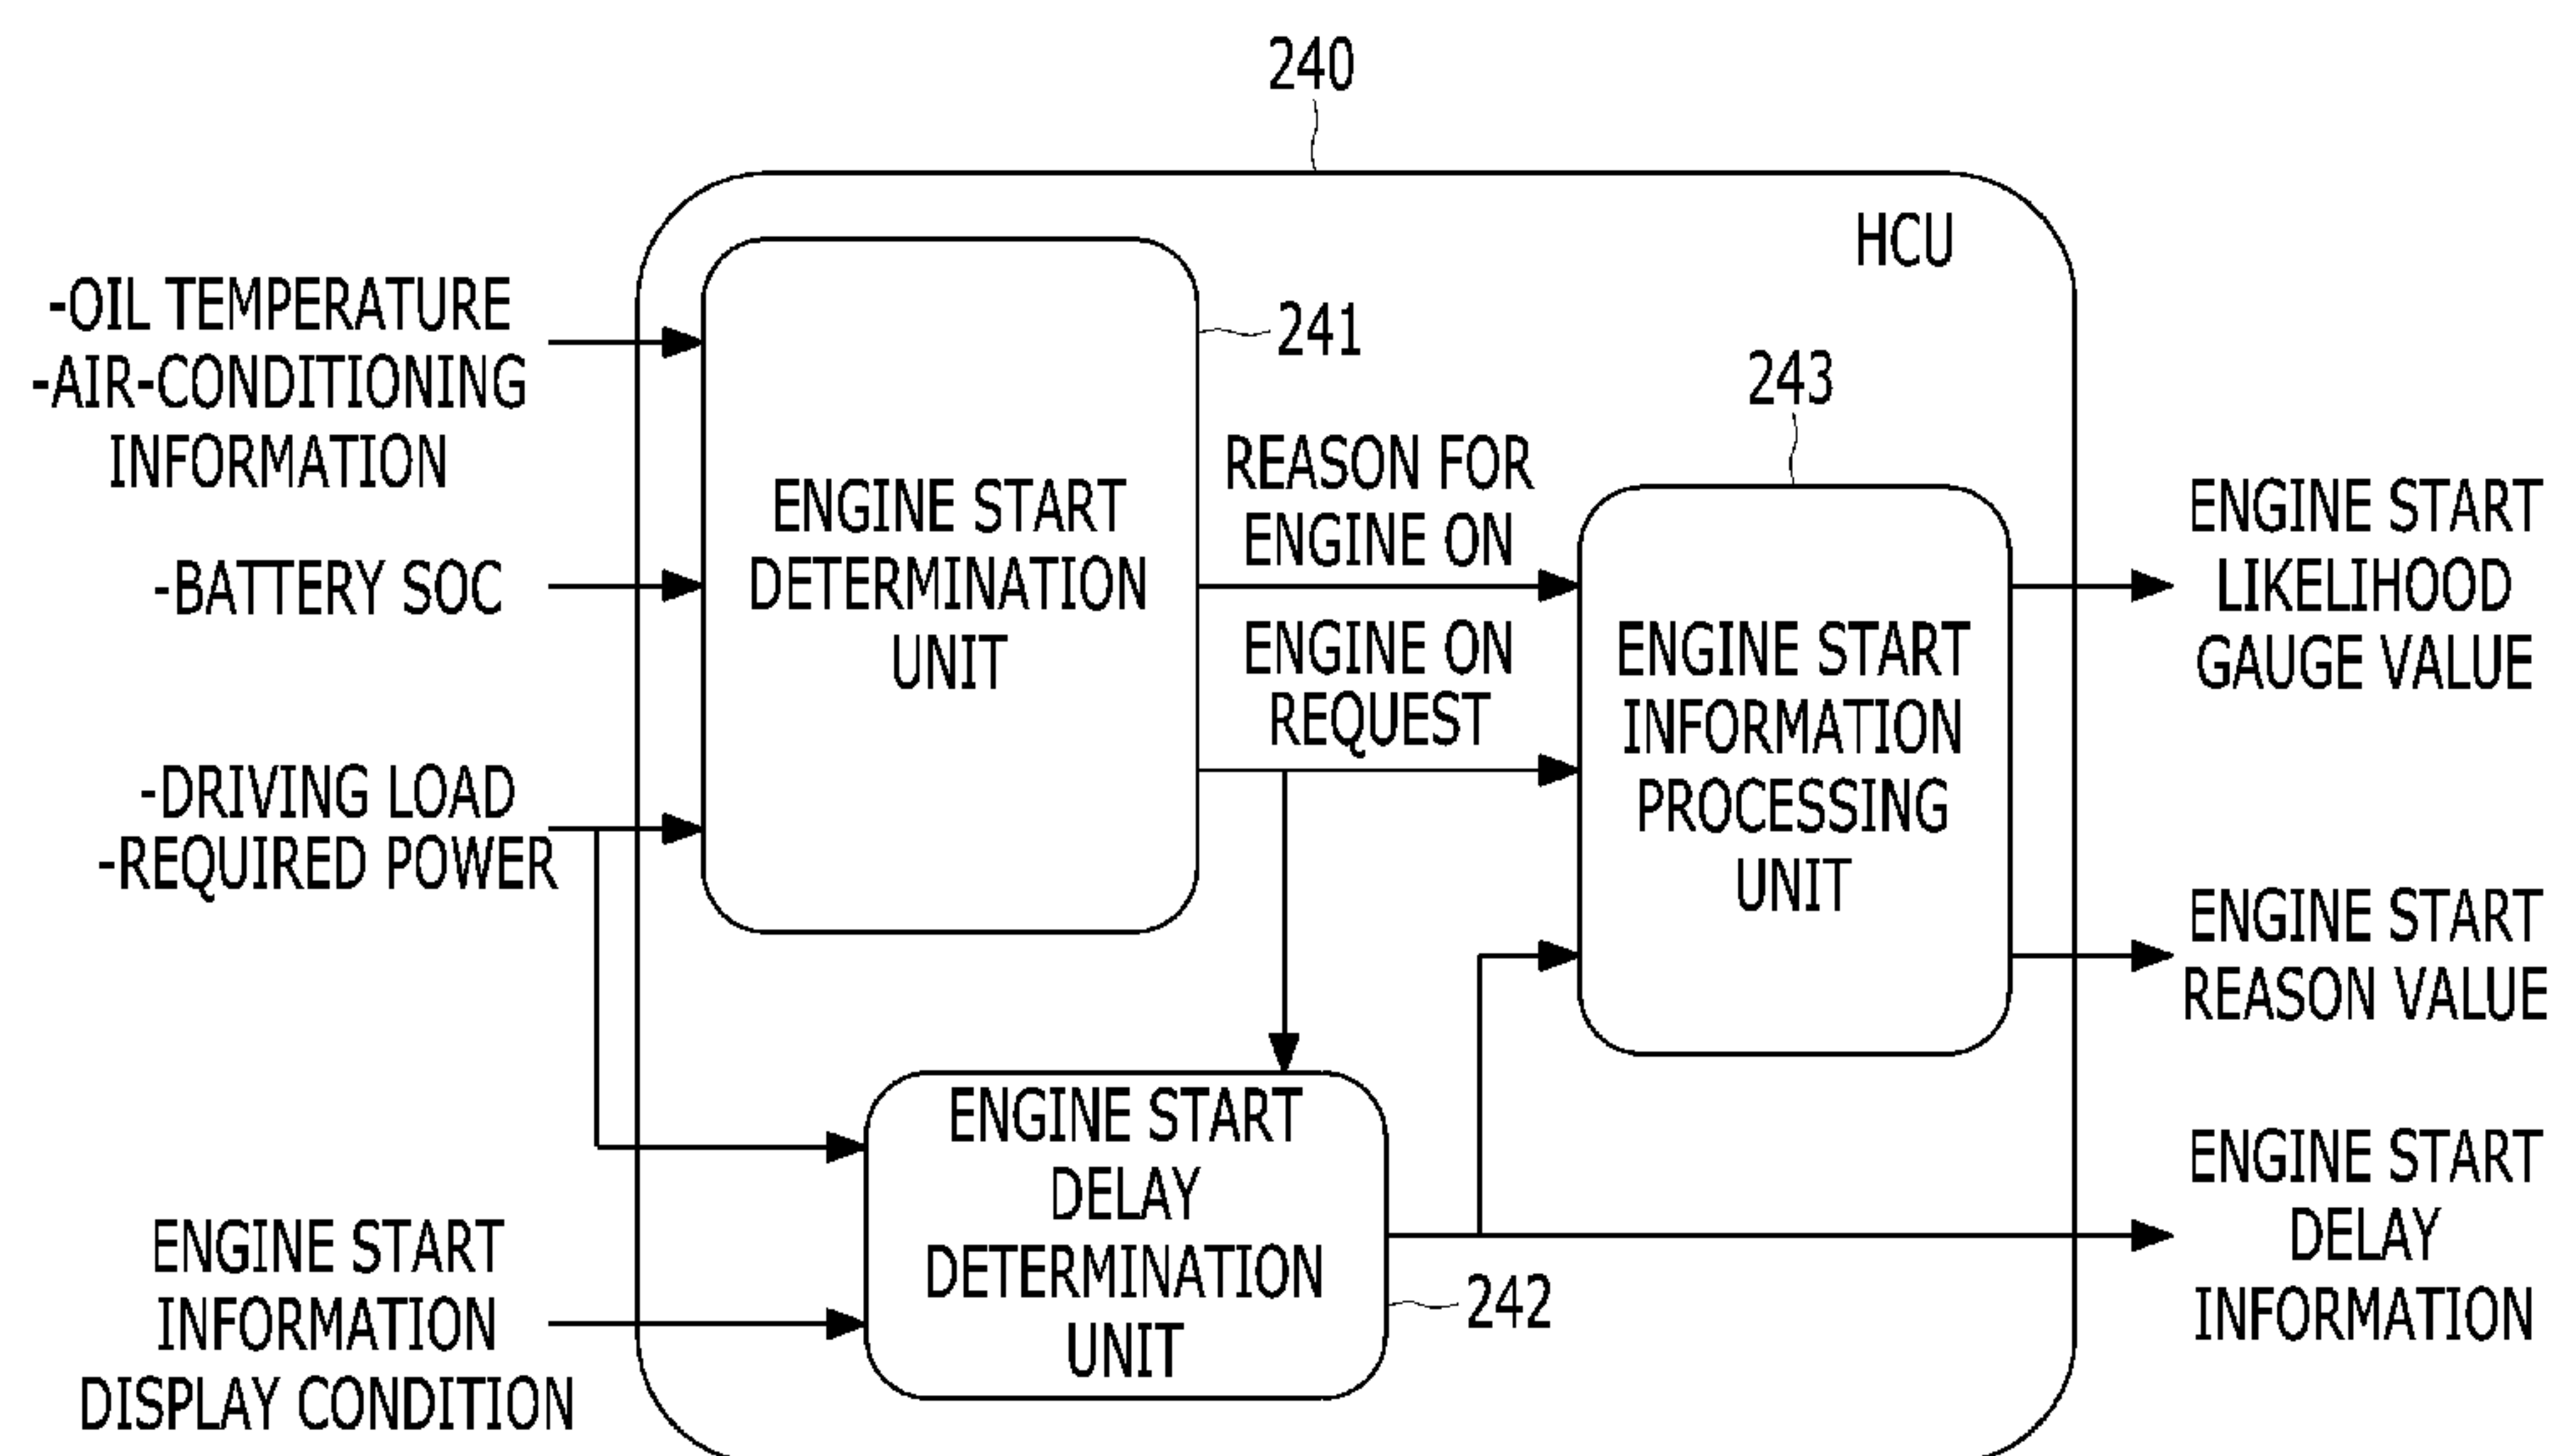 240
HCU
-OIL TEMPERATURE
-AIR-CONDITIONING
INFORMATION
-BATTERY SOC
-DRIVING LOAD
-REQUIRED POWER
ENGINE START
INFORMATION
DISPLAY CONDITION
ENGINE START
DETERMINATION
UNIT
241
REASON FOR
ENGINE ON
ENGINE ON
REQUEST
243
ENGINE START
INFORMATION
PROCESSING
UNIT
ENGINE START
DELAY
DETERMINATION
UNIT
242
ENGINE START
LIKELIHOOD
GAUGE VALUE
ENGINE START
REASON VALUE
ENGINE START
DELAY
INFORMATION